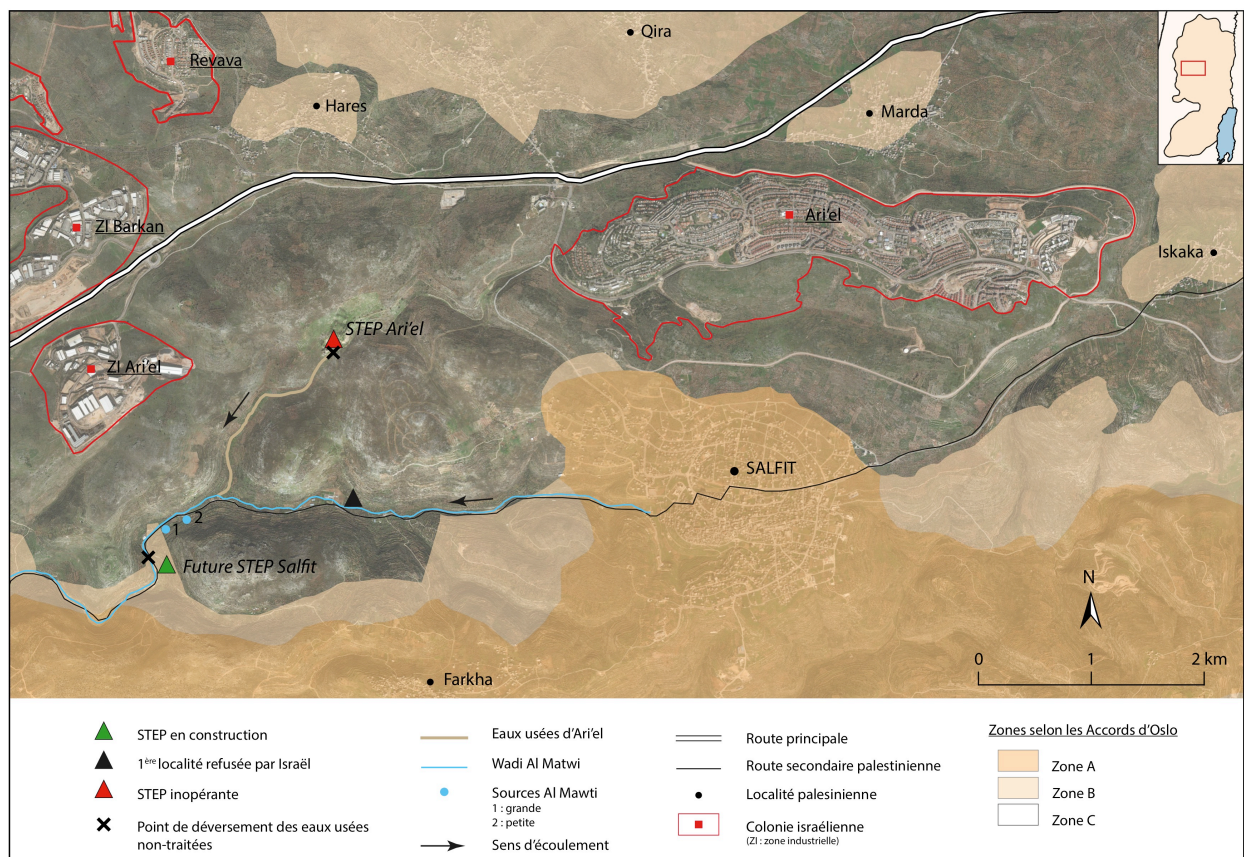 Qira
Revava
Hares
Marda
ZI Barkan
Ari'el
Iskaka
STEP Ari'el
ZI Ari'el
SALFIT
2
1
Future STEP Salfit
N
0 1 2 km
Farkha
STEP en construction
1ère localité refusée par Israël
STEP inopérante
Point de déversement des eaux usées
non-traitées
Eaux usées d'Ari'el
Wadi Al Matwi
Sources Al Mawti
1 : grande
2 : petite
Sens d'écoulement
Route principale
Route secondaire palestinienne
Localité palesinienne
Colonie israélienne
(ZI : zone industrielle)
Zones selon les Accords d'Oslo
Zone A
Zone B
Zone C